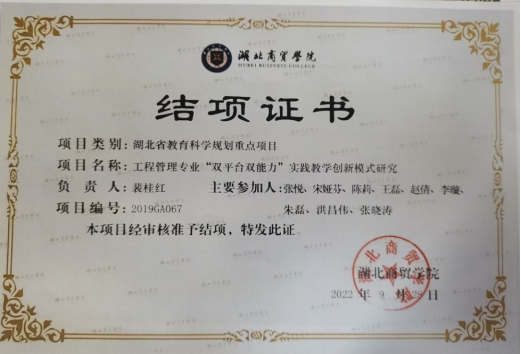 湖北商贸学院
HUBEI BUSINESS COLLEGE
结项证书
项目类别：湖北省教育科学规划重点项目
项目名称：工程管理专业“双平台双能力”实践教学创新模式研究
负责人：裴桂红 主要参加人：张悦、宋娅芬、陈莉、王磊、赵倩、李璇、
项目编号：2019GA067 朱磊、洪昌伟、张晓涛
本项目经审核准予结项，特发此证。
湖北商贸学院
2022 年 9 月 日